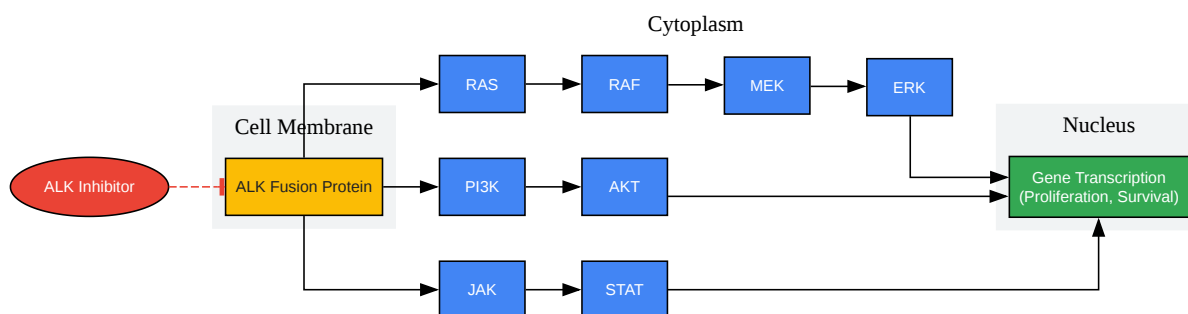 Cytoplasm
RAS
RAF
MEK
ERK
Cell Membrane
Nucleus
ALK Inhibitor
ALK Fusion Protein
PI3K
AKT
Gene Transcription
(Proliferation, Survival)
JAK
STAT